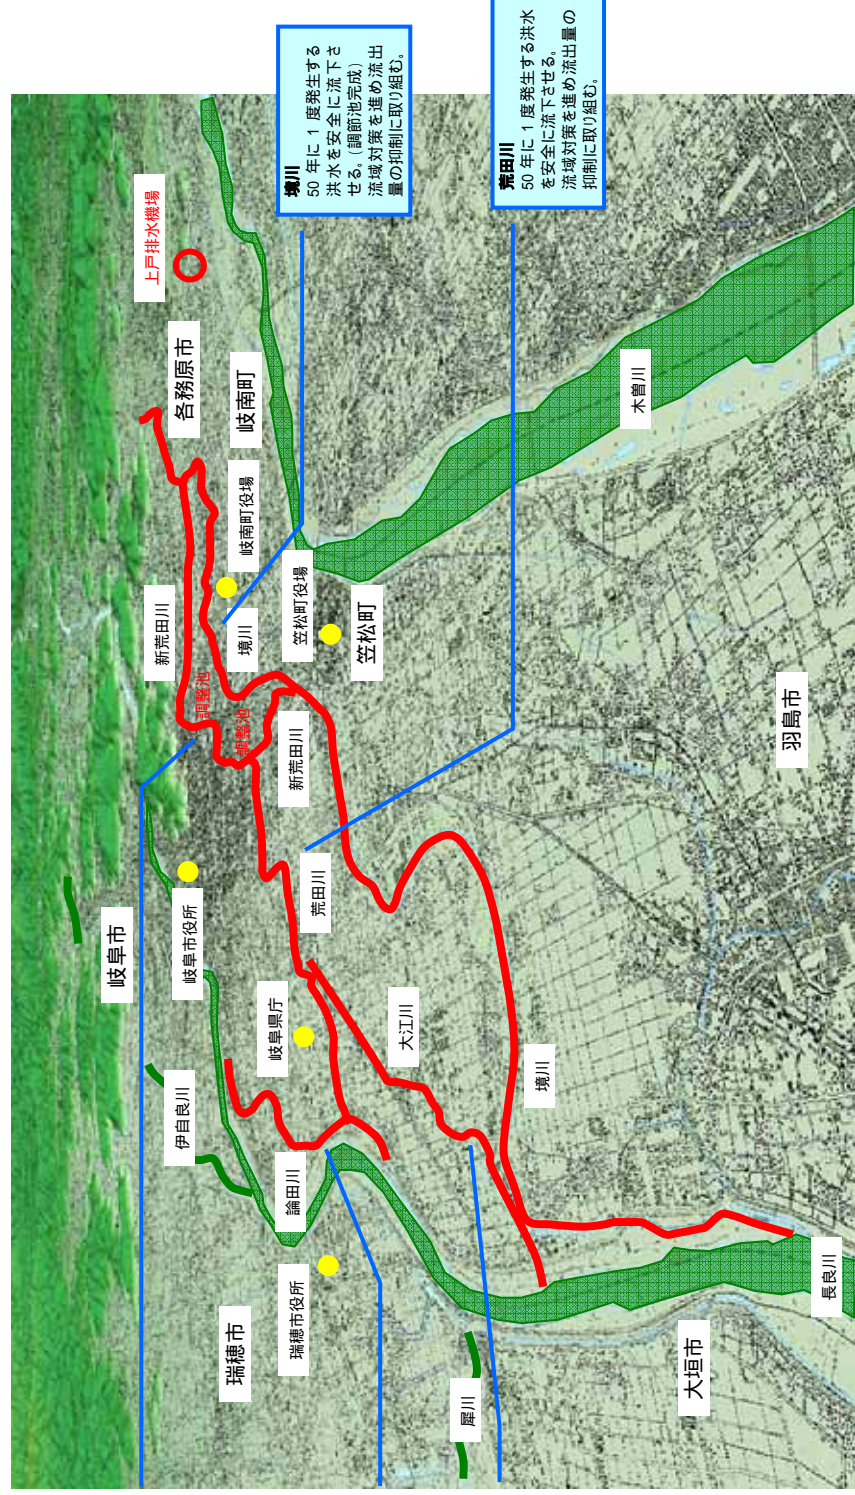 境川
50 年に 1 度発生する
洪水を安全に流下さ
せる。(調節池完成)
流域対策を進め流出
量の抑制に取り組む。
荒田川
50 年に 1 度発生する洪水
を安全に流下させる。
流域対策を進め流出量の
抑制に取り組む。
上戸排水機場
各務原市
岐南町
岐南町役場
木曽川
新荒田川
境川
笠松町役場
笠松町
調整池
調整池
新荒田川
羽島市
岐阜市
岐阜市役所
荒田川
岐阜県庁
大江川
境川
伊自良川
論田川
瑞穂市
瑞穂市役所
長良川
大垣市
犀川